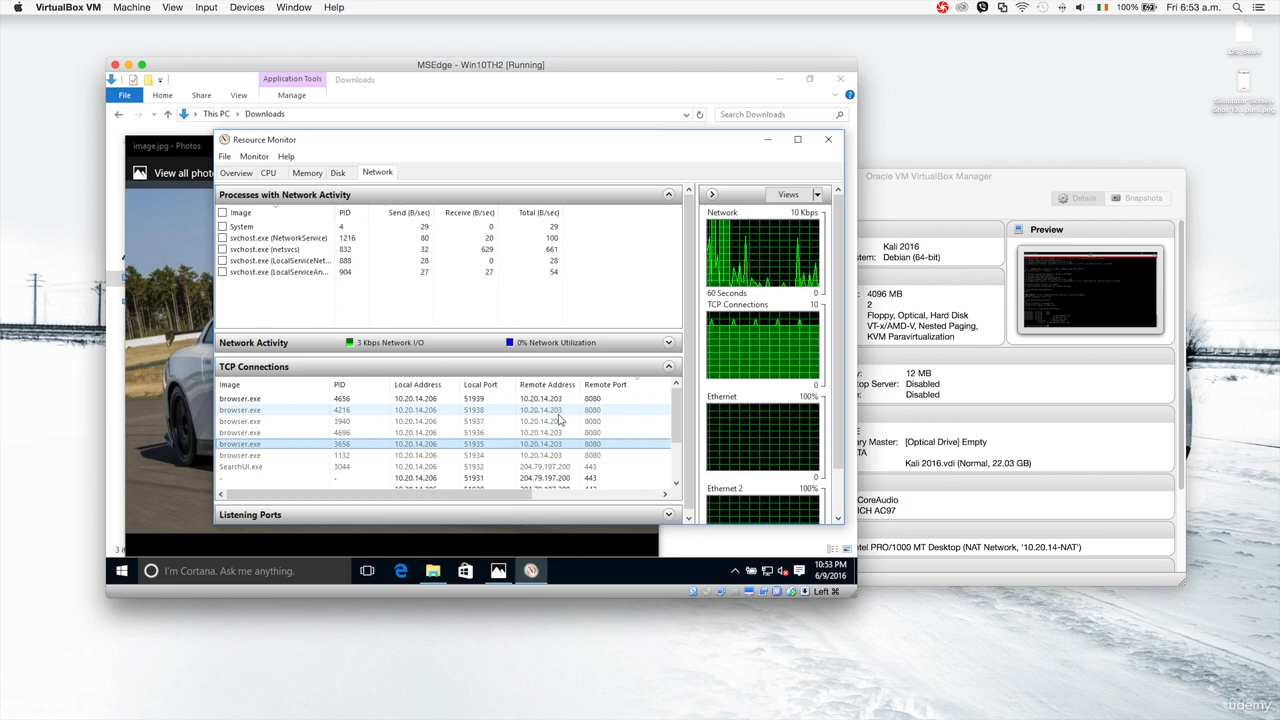 VirtualBox VM Machine View Input Devices Window Help 100% Fri 6:53 a.m.
DS_Store
MSEdge - Win10TH2 [Running]
Application Tools Downloads
File Home Share View Manage
This PC Downloads Search Downloads
image.jpg - Photos
View all phot
Resource Monitor
File Monitor Help
Overview CPU Memory Disk Network
Processes with Network Activity
Image PID Send (B/sec) Receive (B/sec) Total (B/sec)
System 4 29 0 29
svchost.exe (NetworkService) 1216 80 20 100
svchost.exe (netsvcs) 832 32 629 661
svchost.exe (LocalServiceNet... 888 28 0 28
svchost.exe (LocalServiceAn... 904 27 27 54
Network Activity 3 Kbps Network I/O 0% Network Utilization
TCP Connections
Image PID Local Address Local Port Remote Address Remote Port
browser.exe 4656 10.20.14.206 51939 10.20.14.203 8080
browser.exe 4216 10.20.14.206 51938 10.20.14.203 8080
browser.exe 3940 10.20.14.206 51937 10.20.14.203 8080
browser.exe 4696 10.20.14.206 51936 10.20.14.203 8080
browser.exe 3656 10.20.14.206 51935 10.20.14.203 8080
browser.exe 1132 10.20.14.206 51934 10.20.14.203 8080
SearchUI.exe 3044 10.20.14.206 51932 204.79.197.200 443
- - 10.20.14.206 51931 204.79.197.200 443
Listening Ports
Views
Network 10 Kbps
60 Seconds 0
TCP Connections 10
0
Ethernet 100%
0
Ethernet 2 100%
3 i
I'm Cortana. Ask me anything.
10:53 PM
6/9/2016
Left ⌘
Oracle VM VirtualBox Manager
Details Snapshots
Kali 2016
tem: Debian (64-bit)
4096 MB
2
Floppy, Optical, Hard Disk
VT-x/AMD-V, Nested Paging,
KVM Paravirtualization
Preview
12 MB
top Server: Disabled
Disabled
ry Master: [Optical Drive] Empty
ATA
Kali 2016.vdi (Normal, 22.03 GB)
CoreAudio
ICH AC97
ntel PRO/1000 MT Desktop (NAT Network, '10.20.14-NAT')
udemy